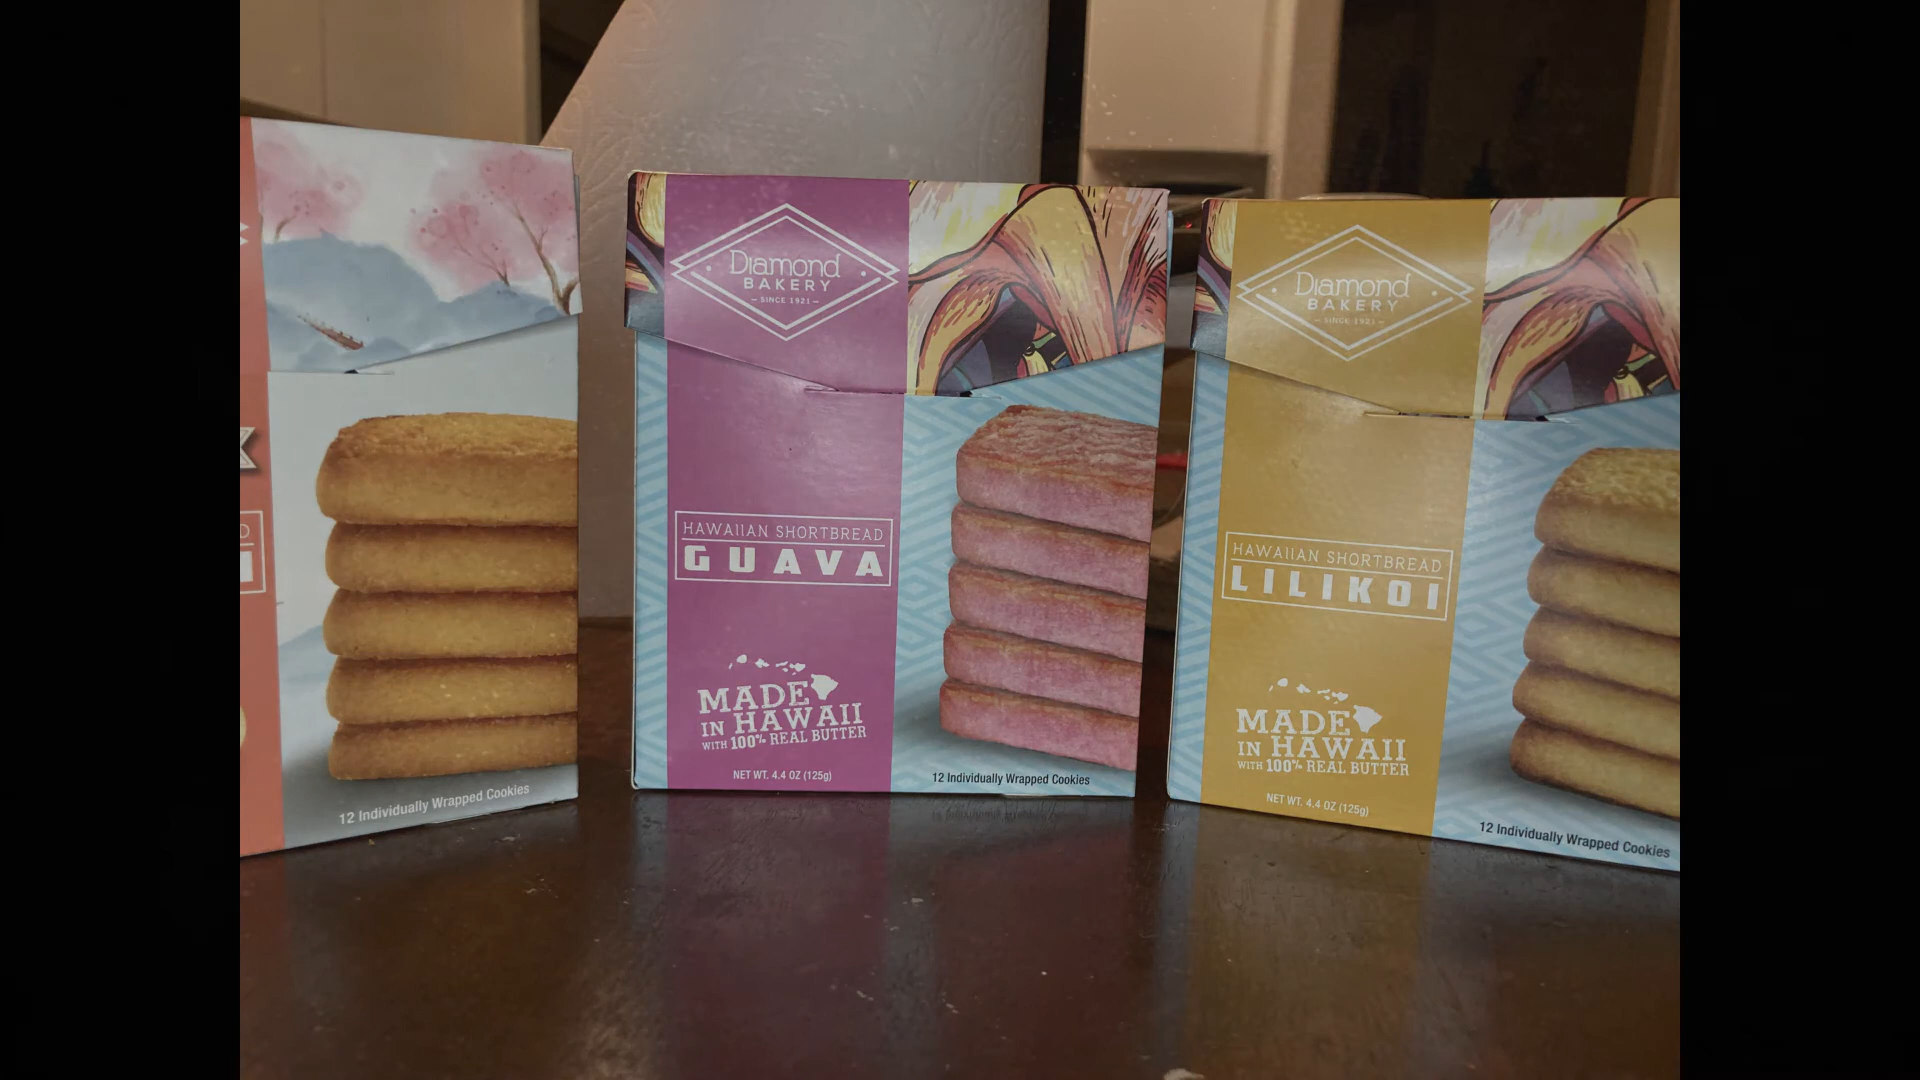 12 Individually Wrapped Cookies
Diamond
BAKERY
SINCE 1921
HAWAIIAN SHORTBREAD
GUAVA
MADE
IN HAWAII
WITH 100% REAL BUTTER
NET WT. 4.4 OZ (125g)
12 Individually Wrapped Cookies
Diamond
BAKERY
SINCE 1921
HAWAIIAN SHORTBREAD
LILIKOI
MADE
IN HAWAII
WITH 100% REAL BUTTER
NET WT. 4.4 OZ (125g)
12 Individually Wrapped Cookies